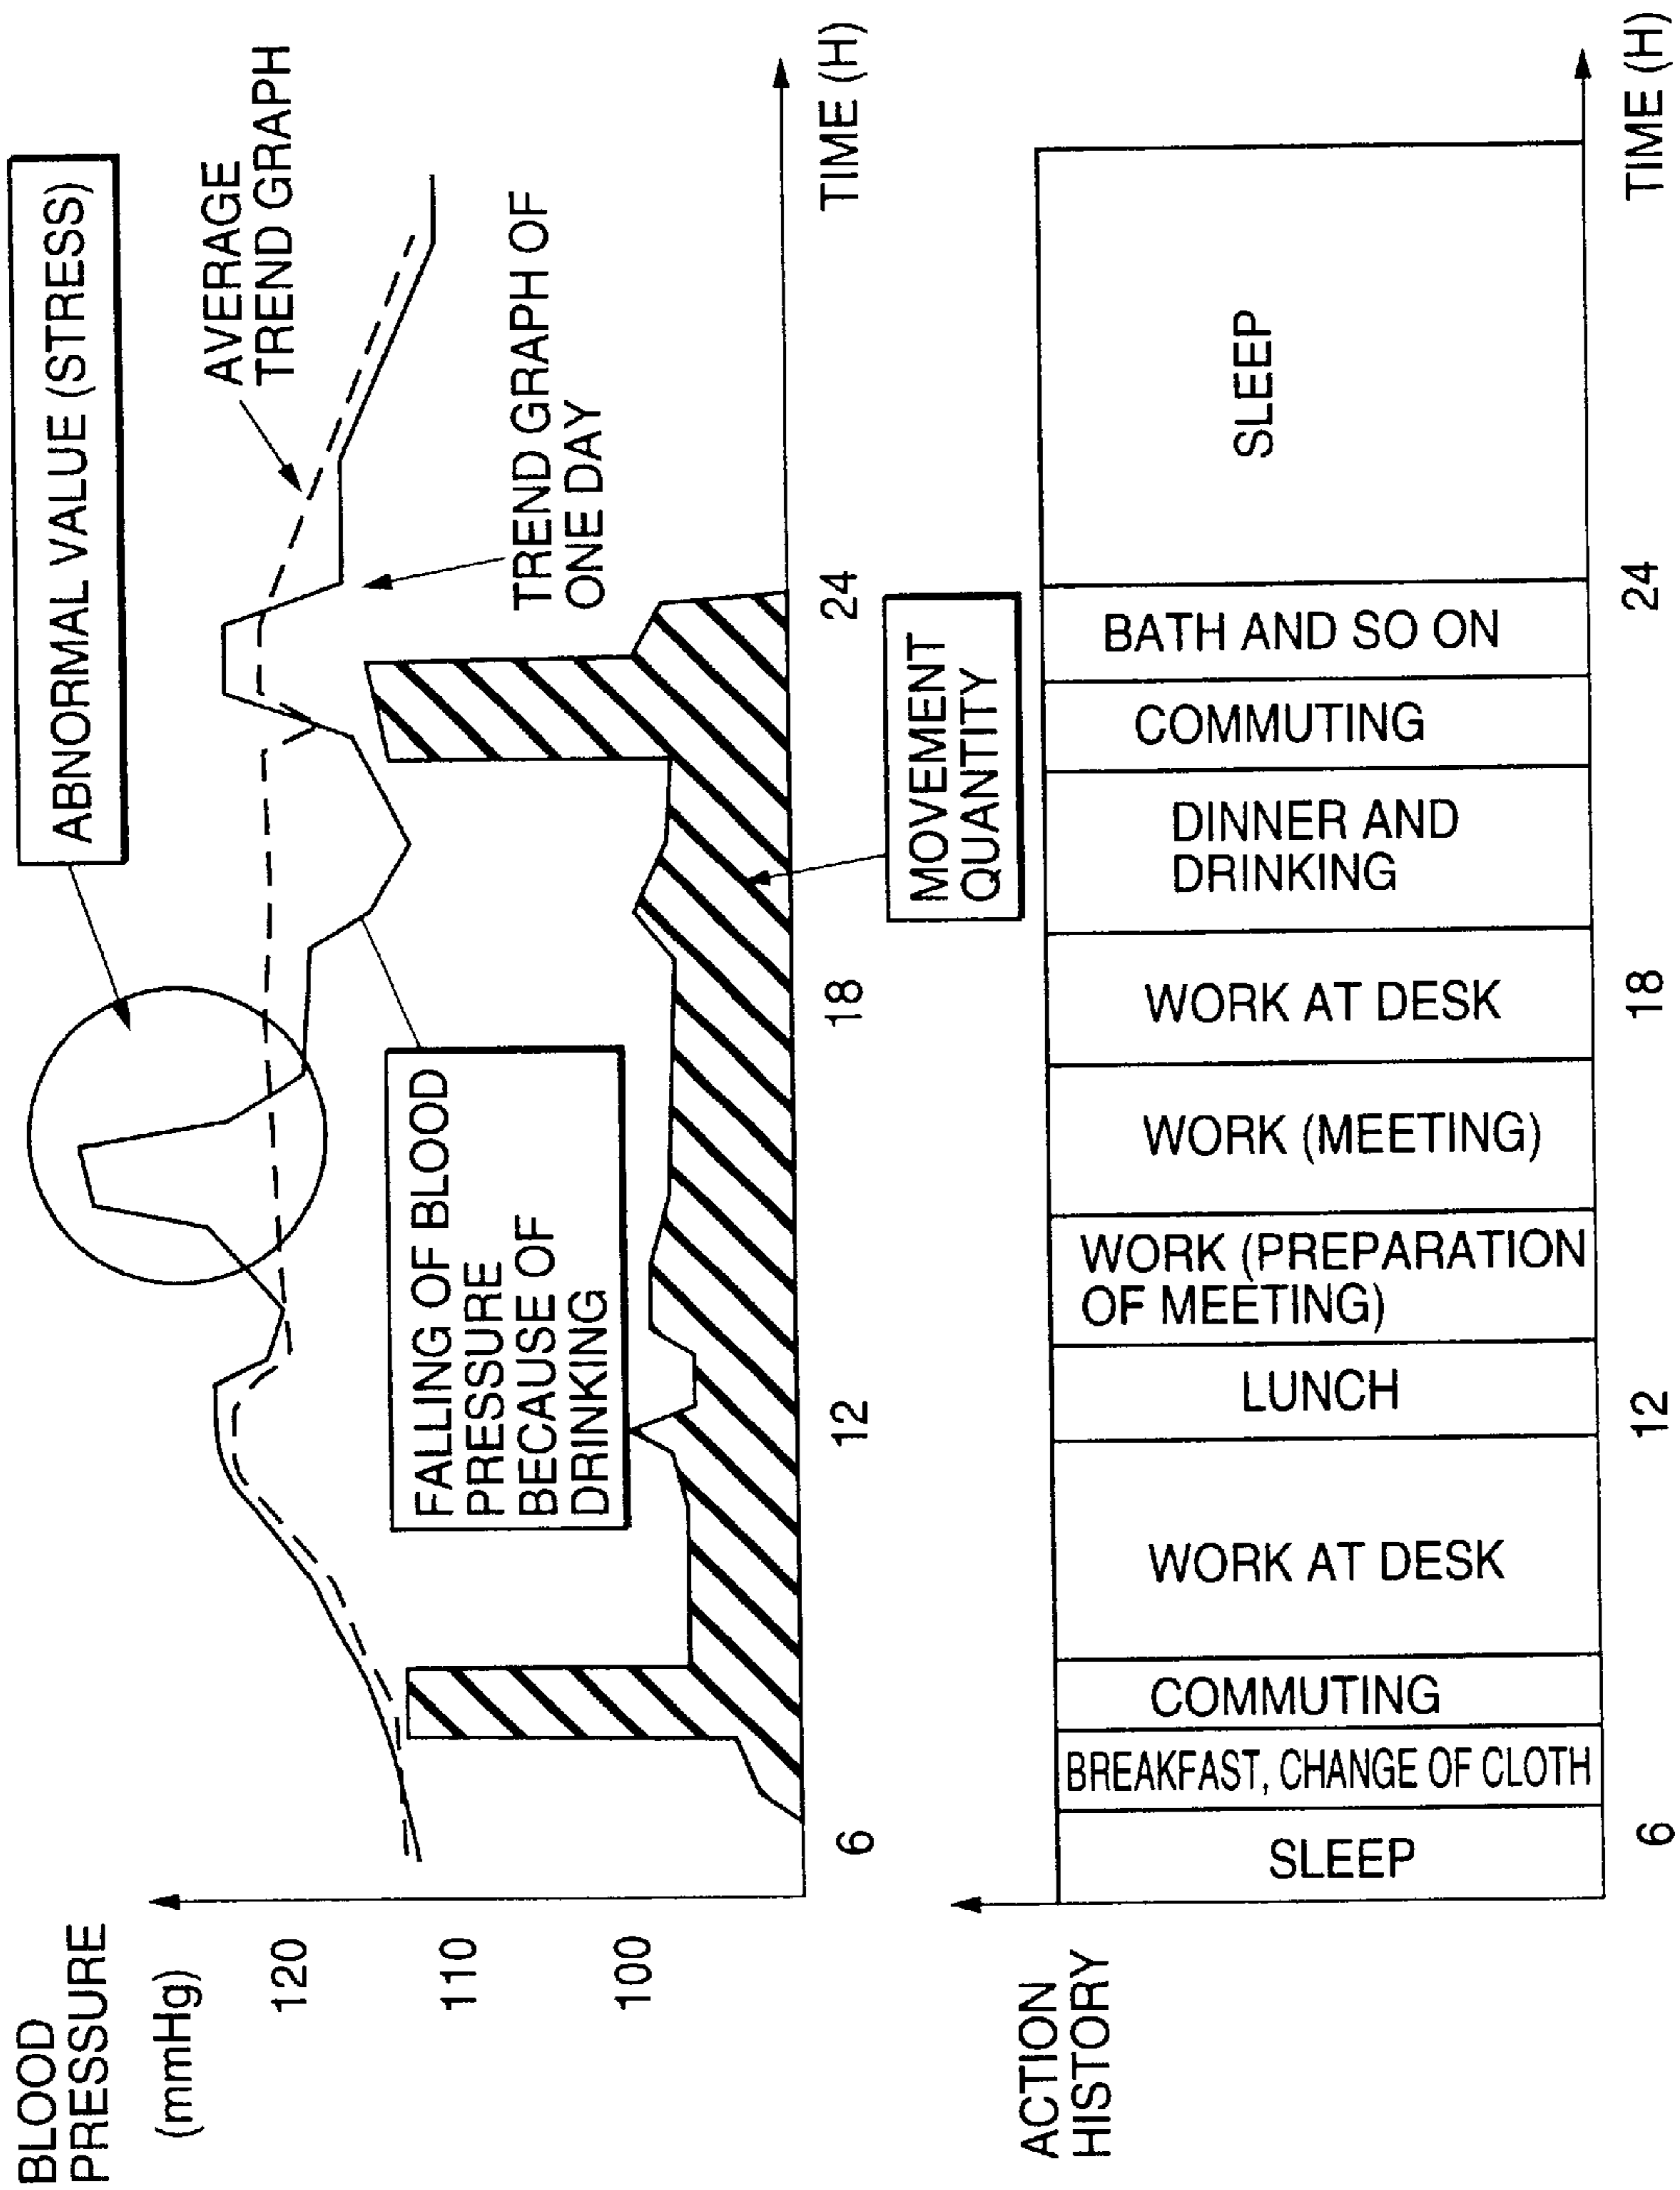 BLOOD
PRESSURE
(mmHg)
120
110
100
ABNORMAL VALUE (STRESS)
AVERAGE
TREND GRAPH
TREND GRAPH OF
ONE DAY
FALLING OF BLOOD
PRESSURE
BECAUSE OF
DRINKING
6
12
18
24
TIME (H)
MOVEMENT
QUANTITY
ACTION
HISTORY
SLEEP
BREAKFAST, CHANGE OF CLOTH
COMMUTING
WORK AT DESK
LUNCH
WORK (PREPARATION
OF MEETING)
WORK (MEETING)
WORK AT DESK
DINNER AND
DRINKING
COMMUTING
BATH AND SO ON
SLEEP
6
12
18
24
TIME (H)